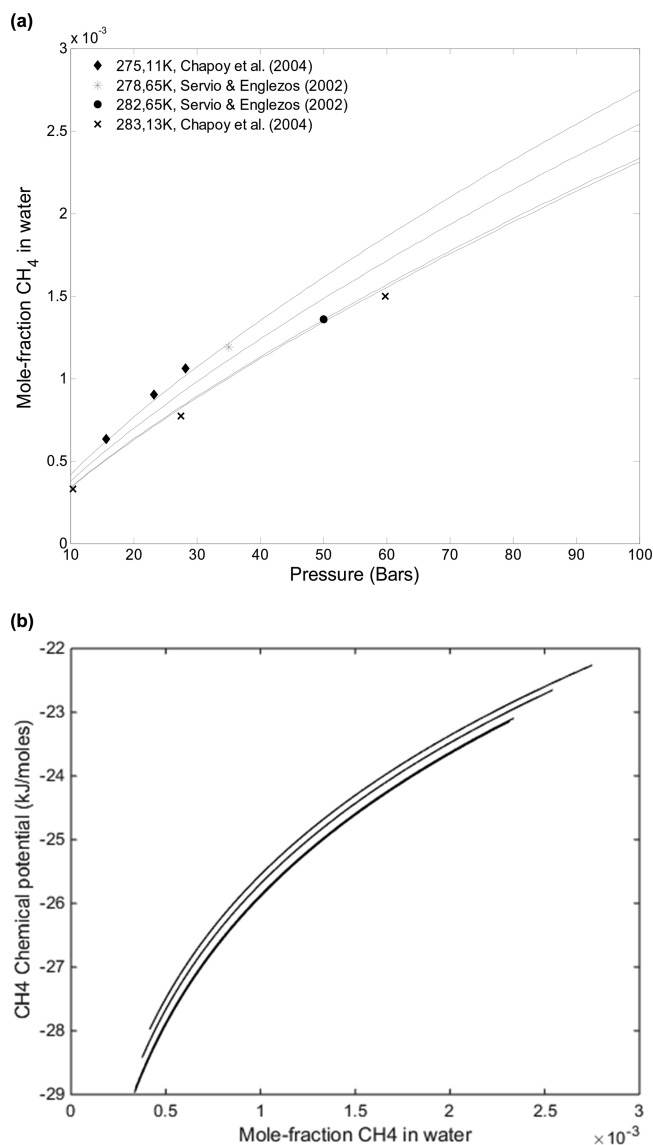 (a)
x 10⁻³
3
2.5
2
1.5
1
0.5
0
Mole-fraction CH₄ in water
275,11K, Chapoy et al. (2004)
278,65K, Servio & Englezos (2002)
282,65K, Servio & Englezos (2002)
283,13K, Chapoy et al. (2004)
10 20 30 40 50 60 70 80 90 100
Pressure (Bars)
(b)
-22
-23
-24
-25
-26
-27
-28
-29
CH4 Chemical potential (kJ/moles)
0 0.5 1 1.5 2 2.5 3
Mole-fraction CH4 in water
×10⁻³